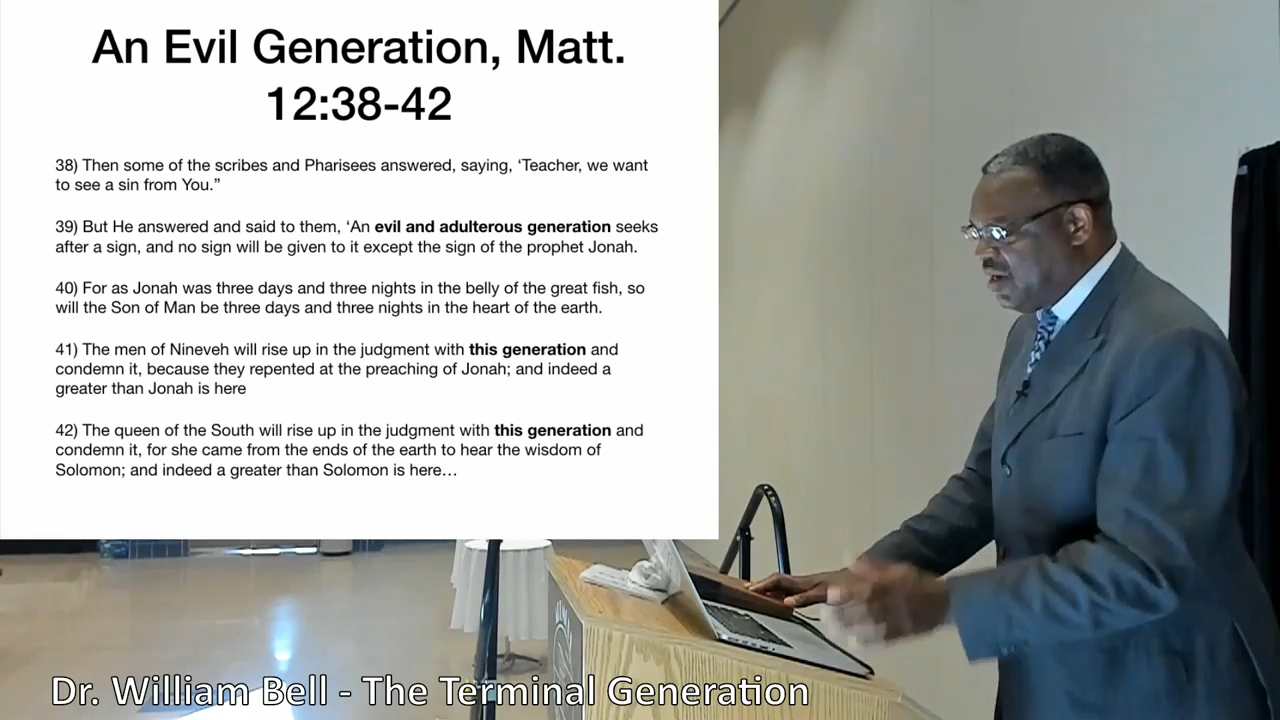 An Evil Generation, Matt.
12:38-42
38) Then some of the scribes and Pharisees answered, saying, ‘Teacher, we want
to see a sin from You.”
39) But He answered and said to them, ‘An evil and adulterous generation seeks
after a sign, and no sign will be given to it except the sign of the prophet Jonah.
40) For as Jonah was three days and three nights in the belly of the great fish, so
will the Son of Man be three days and three nights in the heart of the earth.
41) The men of Nineveh will rise up in the judgment with this generation and
condemn it, because they repented at the preaching of Jonah; and indeed a
greater than Jonah is here
42) The queen of the South will rise up in the judgment with this generation and
condemn it, for she came from the ends of the earth to hear the wisdom of
Solomon; and indeed a greater than Solomon is here…
Dr. William Bell - The Terminal Generation